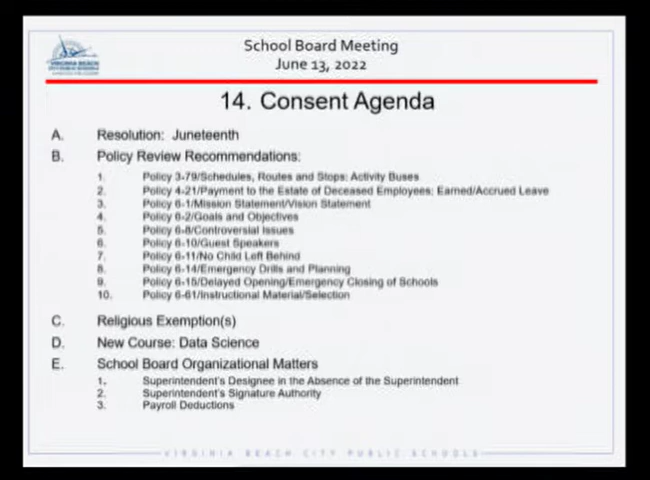 VIRGINIA BEACH
School Board Meeting
June 13, 2022
14. Consent Agenda
A. Resolution: Juneteenth
B. Policy Review Recommendations:
1. Policy 3-79/Schedules, Routes and Stops: Activity Buses
2. Policy 4-21/Payment to the Estate of Deceased Employees: Earned/Accrued Leave
3. Policy 6-1/Mission Statement/Vision Statement
4. Policy 6-2/Goals and Objectives
5. Policy 6-8/Controversial Issues
6. Policy 6-10/Guest Speakers
7. Policy 6-11/No Child Left Behind
8. Policy 6-14/Emergency Drills and Planning
9. Policy 6-15/Delayed Opening/Emergency Closing of Schools
10. Policy 6-61/Instructional Material/Selection
C. Religious Exemption(s)
D. New Course: Data Science
E. School Board Organizational Matters
1. Superintendent's Designee in the Absence of the Superintendent
2. Superintendent's Signature Authority
3. Payroll Deductions
VIRGINIA BEACH CITY PUBLIC SCHOOLS